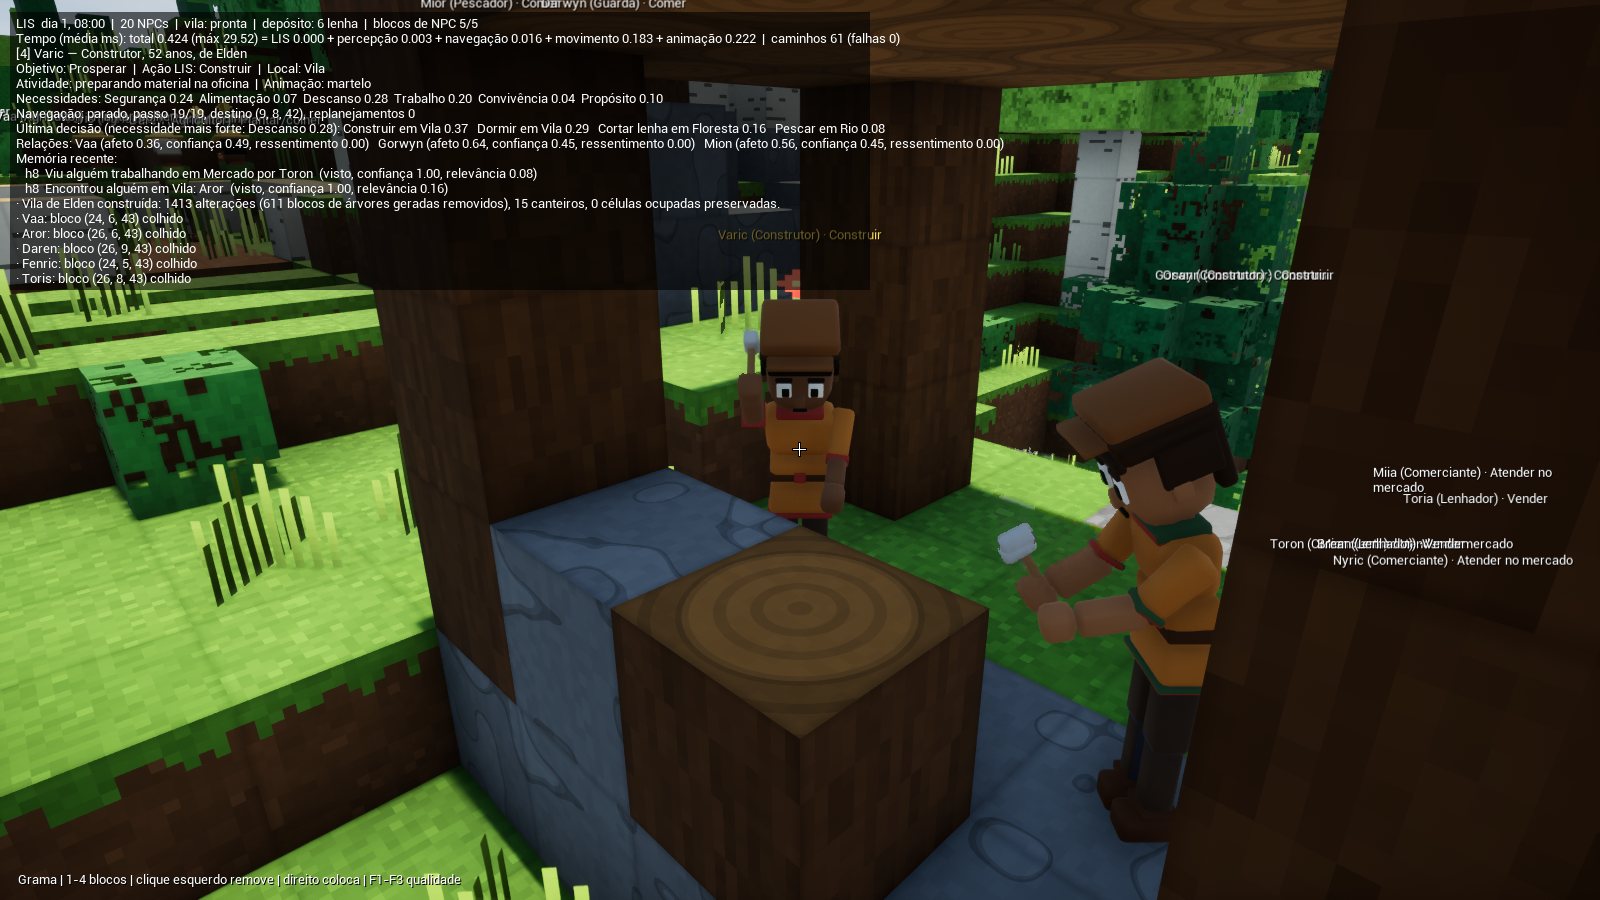 Mior (Pescador) · Comer
Darwyn (Guarda) · Comer
LIS dia 1, 08:00 | 20 NPCs | vila: pronta | depósito: 6 lenha | blocos de NPC 5/5
Tempo (média ms): total 0.424 (máx 29.52) = LIS 0.000 + percepção 0.003 + navegação 0.016 + movimento 0.183 + animação 0.222 | caminhos 61 (falhas 0)
[4] Varic — Construtor, 52 anos, de Elden
Objetivo: Prosperar | Ação LIS: Construir | Local: Vila
Atividade: preparando material na oficina | Animação: martelo
Necessidades: Segurança 0.24 Alimentação 0.07 Descanso 0.28 Trabalho 0.20 Convivência 0.04 Propósito 0.10
Navegação: parado, passo 19/19, destino (9, 8, 42), replanejamentos 0
Última decisão (necessidade mais forte: Descanso 0.28): Construir em Vila 0.37 Dormir em Vila 0.29 Cortar lenha em Floresta 0.16 Pescar em Rio 0.08
Relações: Vaa (afeto 0.36, confiança 0.49, ressentimento 0.00) Gorwyn (afeto 0.64, confiança 0.45, ressentimento 0.00) Mion (afeto 0.56, confiança 0.45, ressentimento 0.00)
Memória recente:
h8 Viu alguém trabalhando em Mercado por Toron (visto, confiança 1.00, relevância 0.08)
h8 Encontrou alguém em Vila: Aror (visto, confiança 1.00, relevância 0.16)
· Vila de Elden construída: 1413 alterações (611 blocos de árvores geradas removidos), 15 canteiros, 0 células ocupadas preservadas.
· Vaa: bloco (24, 6, 43) colhido
· Aror: bloco (26, 6, 43) colhido
· Daren: bloco (26, 9, 43) colhido
· Fenric: bloco (24, 5, 43) colhido
· Toris: bloco (26, 8, 43) colhido
Varic (Construtor) · Construir
(Construtor) · Construir
Miia (Comerciante) · Atender no
mercado
Toria (Lenhador) · Vender
Toron
mercado
Nyric (Comerciante) · Atender no mercado
Grama | 1-4 blocos | clique esquerdo remove | direito coloca | F1-F3 qualidade